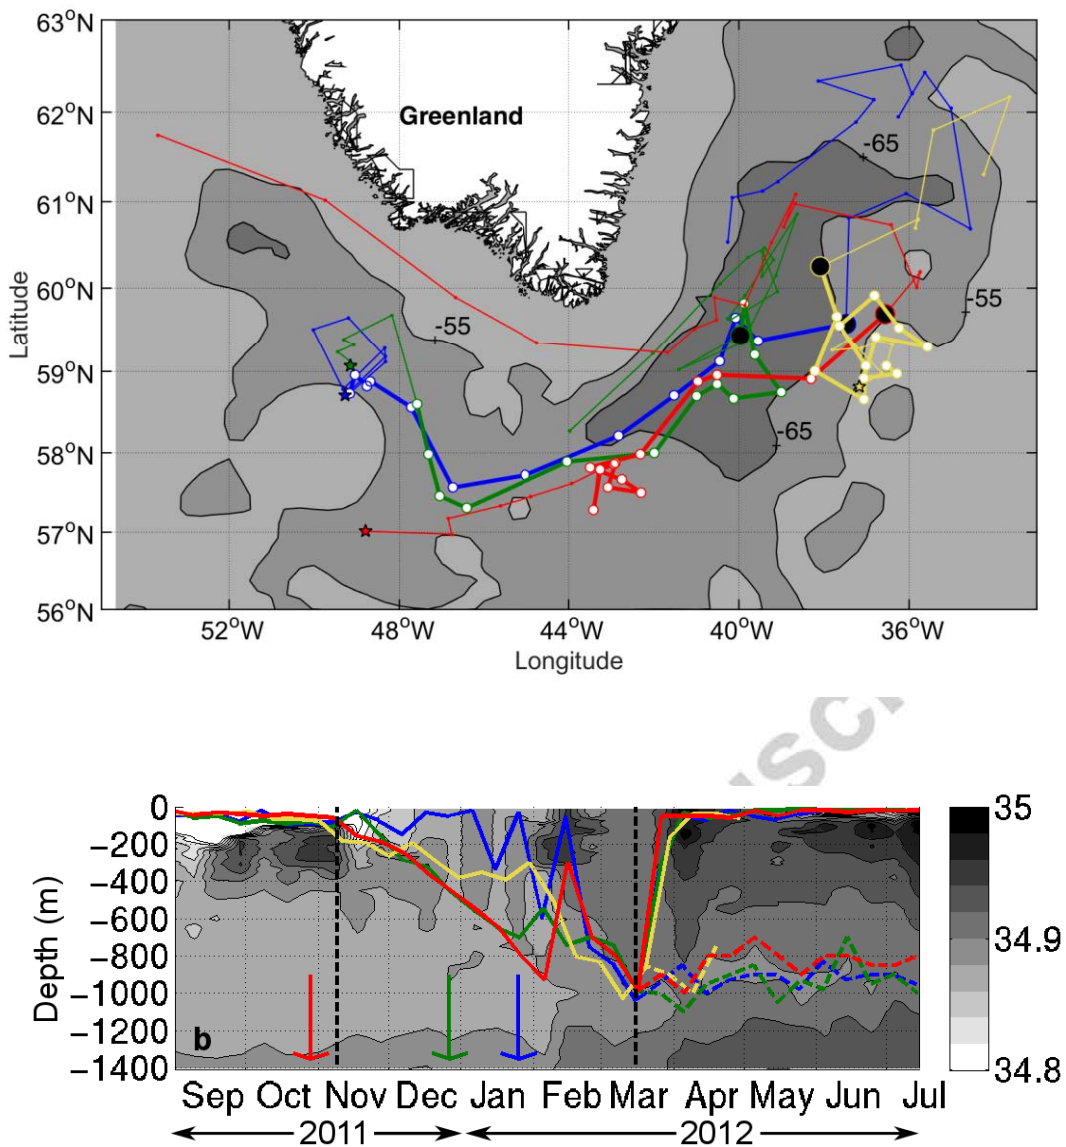 63°N
62°N
61°N
60°N
59°N
58°N
57°N
56°N
Latitude
Greenland
-65
-55
-55
-65
52°W 48°W 44°W 40°W 36°W
Longitude
0
−200
−400
−600
−800
−1000
−1200
−1400
Depth (m)
b
35
34.9
34.8
Sep Oct Nov Dec Jan Feb Mar Apr May Jun Jul
2011 2012